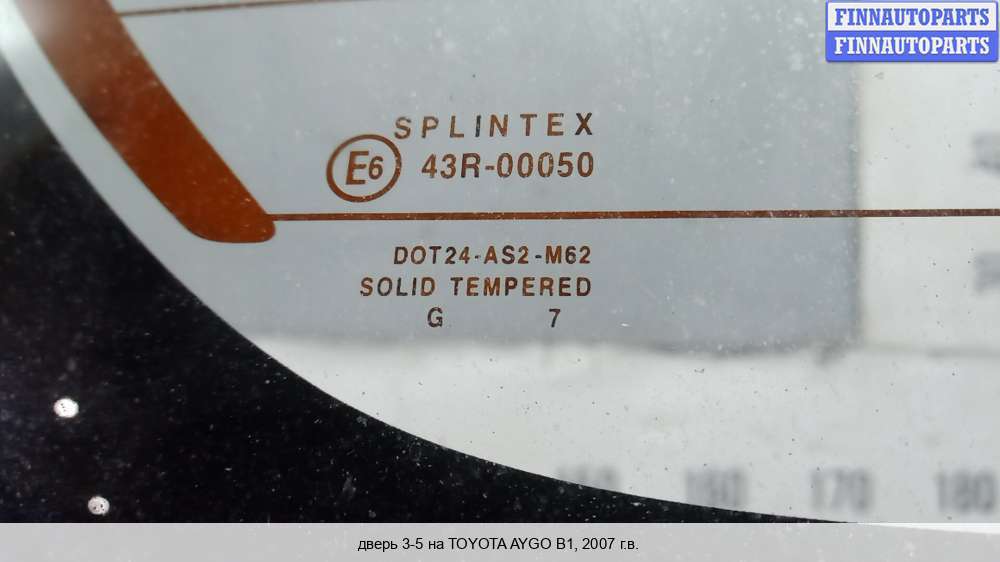 FINNAUTOPARTS
FINNAUTOPARTS
SPLINTEX
E6 43R-00050
DOT24-AS2-M62
SOLID TEMPERED
G 7
160 170 180
дверь 3-5 на TOYOTA AYGO B1, 2007 г.в.